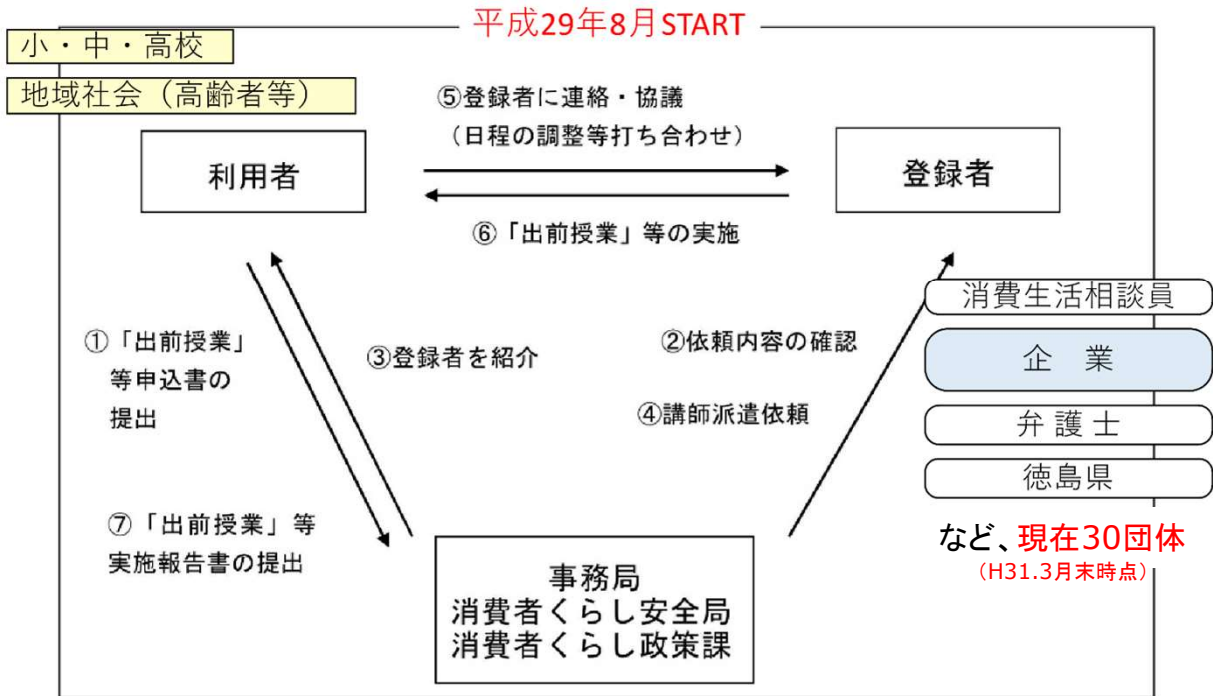 平成29年8月START
小・中・高校
地域社会（高齢者等）
⑤登録者に連絡・協議
（日程の調整等打ち合わせ）
利用者
登録者
⑥「出前授業」等の実施
①「出前授業」
等申込書の
提出
③登録者を紹介
②依頼内容の確認
④講師派遣依頼
消費生活相談員
企　業
弁 護 士
徳島県
など、現在30団体
（H31.3月末時点）
⑦「出前授業」等
実施報告書の提出
事務局
消費者くらし安全局
消費者くらし政策課